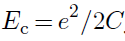 E_c = e^2/2C,